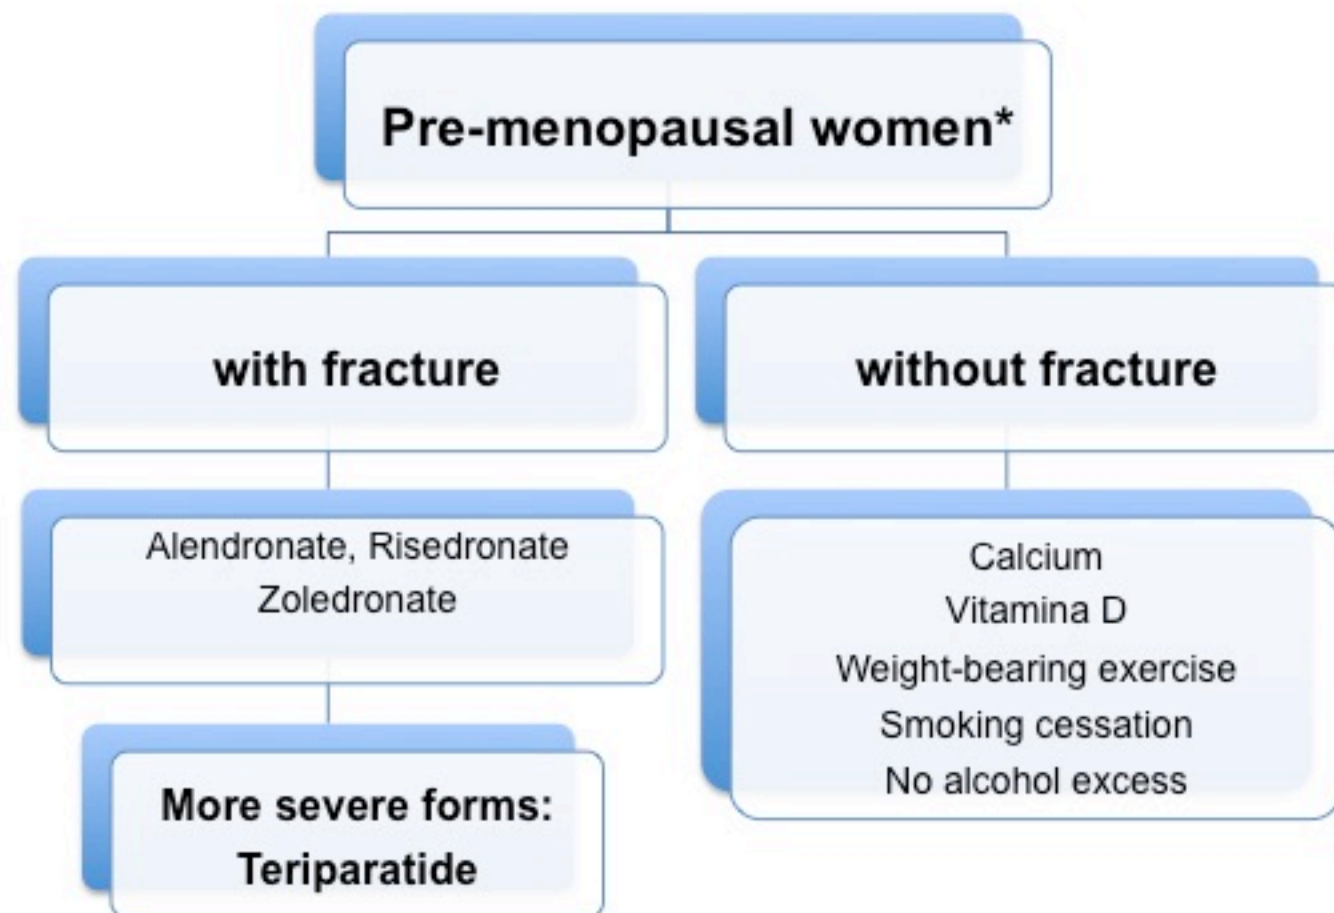 Pre-menopausal women*
with fracture
without fracture
Alendronate, Risedronate
Zoledronate
More severe forms:
Teriparatide
Calcium
Vitamina D
Weight-bearing exercise
Smoking cessation
No alcohol excess